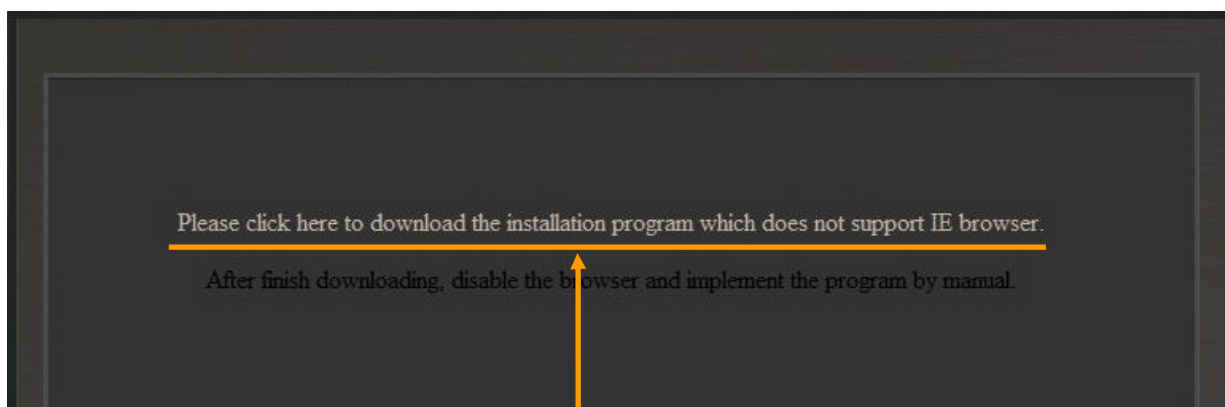 Please click here to download the installation program which does not support IE browser.
After finish downloading, disable the browser and implement the program by manual.